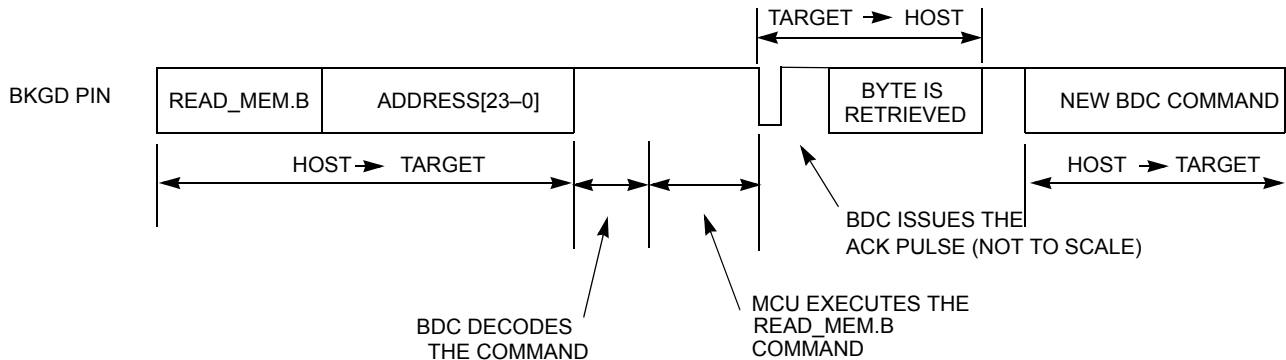 TARGET → HOST
BKGD PIN
READ_MEM.B
ADDRESS[23–0]
BYTE IS
RETRIEVED
NEW BDC COMMAND
HOST → TARGET
HOST → TARGET
BDC ISSUES THE
ACK PULSE (NOT TO SCALE)
BDC DECODES
THE COMMAND
MCU EXECUTES THE
READ_MEM.B
COMMAND